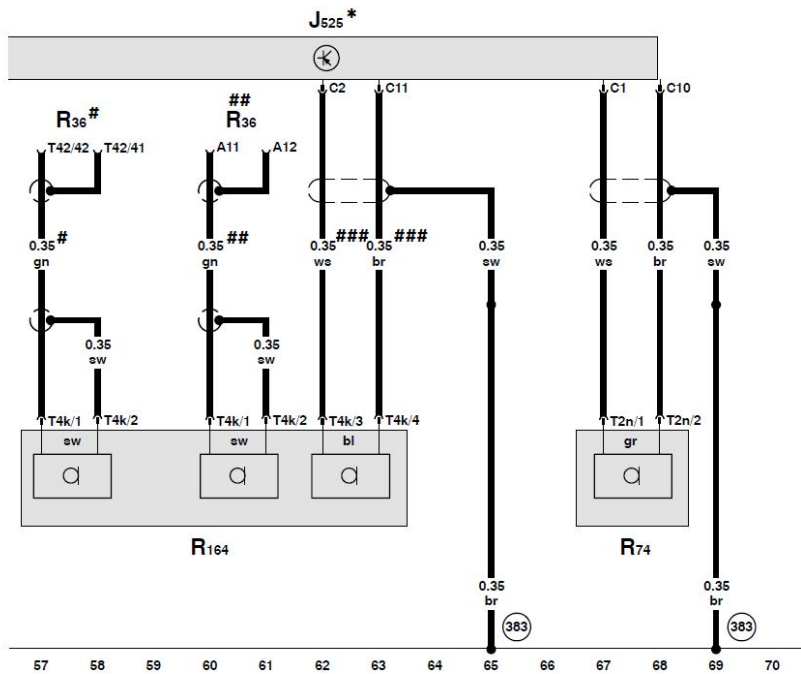 J525 *
C2 C11 C1 C10
##
R36 # R36
T42/42 T42/41 A11 A12
# ## ### ###
0.35 0.35 0.35 0.35 0.35 0.35 0.35 0.35
gn gn ws br sw ws br sw
0.35 0.35
sw sw
T4k/1 T4k/2 T4k/1 T4k/2 T4k/3 T4k/4 T2n/1 T2n/2
sw sw bl gr
R164 R74
0.35 0.35
br br
383 383
57 58 59 60 61 62 63 64 65 66 67 68 69 70